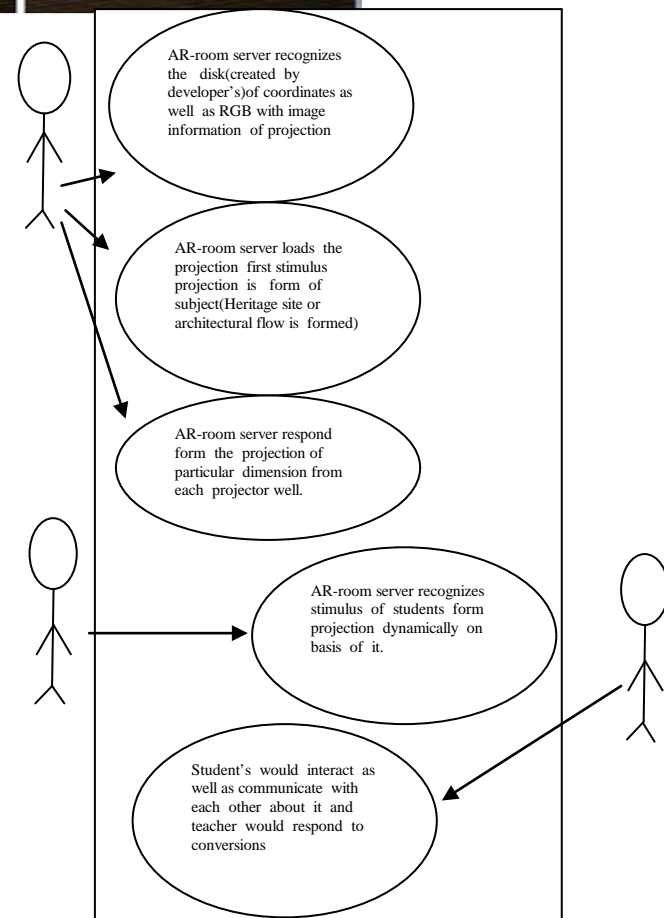 AR-room server recognizes
the disk(created by
developer's)of coordinates as
well as RGB with image
information of projection
AR-room server loads the
projection first stimulus
projection is form of
subject(Heritage site or
architectural flow is formed)
AR-room server respond
form the projection of
particular dimension from
each projector well.
AR-room server recognizes
stimulus of students form
projection dynamically on
basis of it.
Student's would interact as
well as communicate with
each other about it and
teacher would respond to
conversions